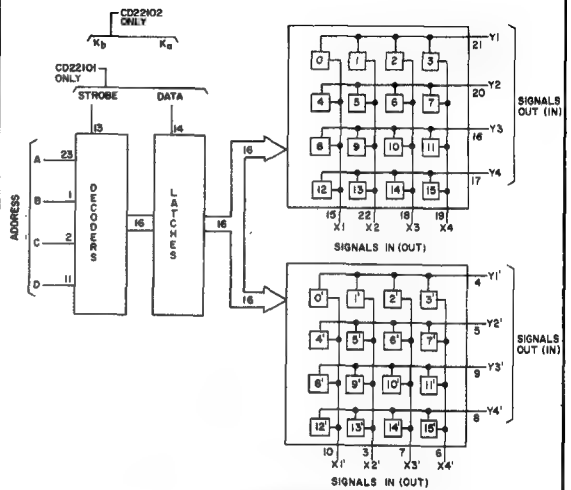 CD22102
ONLY
Kb Ka
CD22101
ONLY
STROBE DATA
13 14
ADDRESS
A 23
B 1
C 2
D 11
DECODERS
16
LATCHES
16
16
16
0 1 2 3
21 Y1
4 5 6 7
20 Y2
8 9 10 11
16 Y3
12 13 14 15
17 Y4
15 22 18 19
X1 X2 X3 X4
SIGNALS IN (OUT)
SIGNALS
OUT (IN)
0' 1' 2' 3'
4 Y1'
4' 5' 6' 7'
5 Y2'
8' 9' 10' 11'
9 Y3'
12' 13' 14' 15'
8 Y4'
10 3 7 6
X1' X2' X3' X4'
SIGNALS IN (OUT)
SIGNALS
OUT (IN)